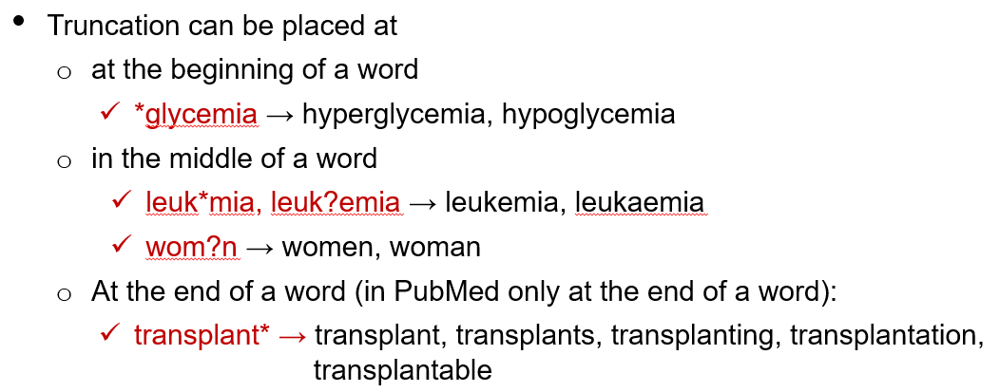 • Truncation can be placed at
o at the beginning of a word
✓ *glycemia → hyperglycemia, hypoglycemia
o in the middle of a word
✓ leuk*mia, leuk?emia → leukemia, leukaemia
✓ wom?n → women, woman
o At the end of a word (in PubMed only at the end of a word):
✓ transplant* → transplant, transplants, transplanting, transplantation,
transplantable